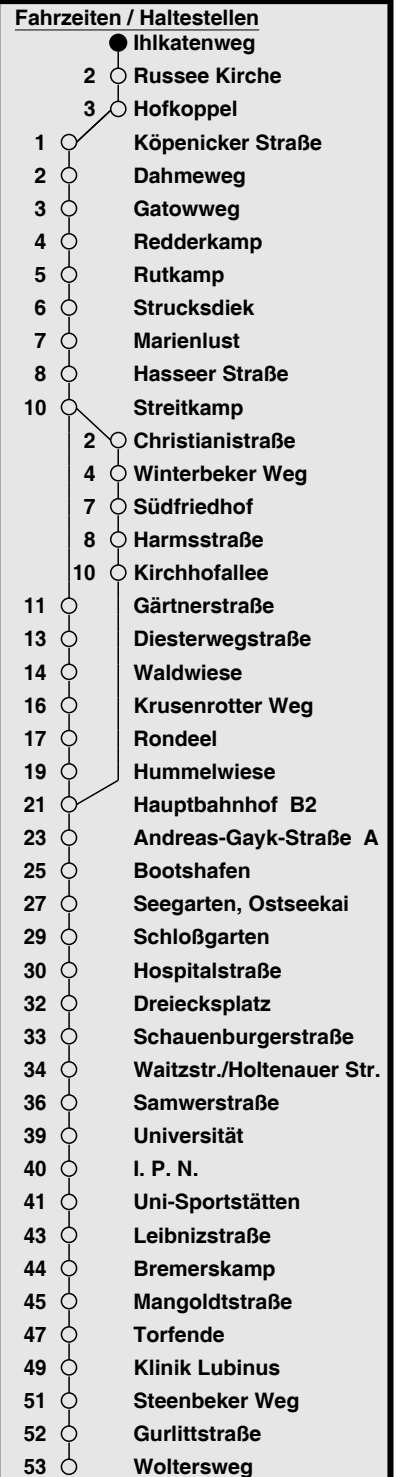 Fahrzeiten / Haltestellen
Ihlkatenweg
2 Russee Kirche
3 Hofkoppel
1 Köpenicker Straße
2 Dahmeweg
3 Gatowweg
4 Redderkamp
5 Rutkamp
6 Strucksdiek
7 Marienlust
8 Hasseer Straße
10 Streitkamp
2 Christianistraße
4 Winterbeker Weg
7 Südfriedhof
8 Harmsstraße
10 Kirchhofallee
11 Gärtnerstraße
13 Diesterwegstraße
14 Waldwiese
16 Krusenrotter Weg
17 Rondeel
19 Hummelwiese
21 Hauptbahnhof B2
23 Andreas-Gayk-Straße A
25 Bootshafen
27 Seegarten, Ostseekai
29 Schloßgarten
30 Hospitalstraße
32 Dreiecksplatz
33 Schauenburgerstraße
34 Waitzstr./Holtenauer Str.
36 Samwerstraße
39 Universität
40 I. P. N.
41 Uni-Sportstätten
43 Leibnizstraße
44 Bremerskamp
45 Mangoldtstraße
47 Torfende
49 Klinik Lubinus
51 Steenbeker Weg
52 Gurlittstraße
53 Woltersweg